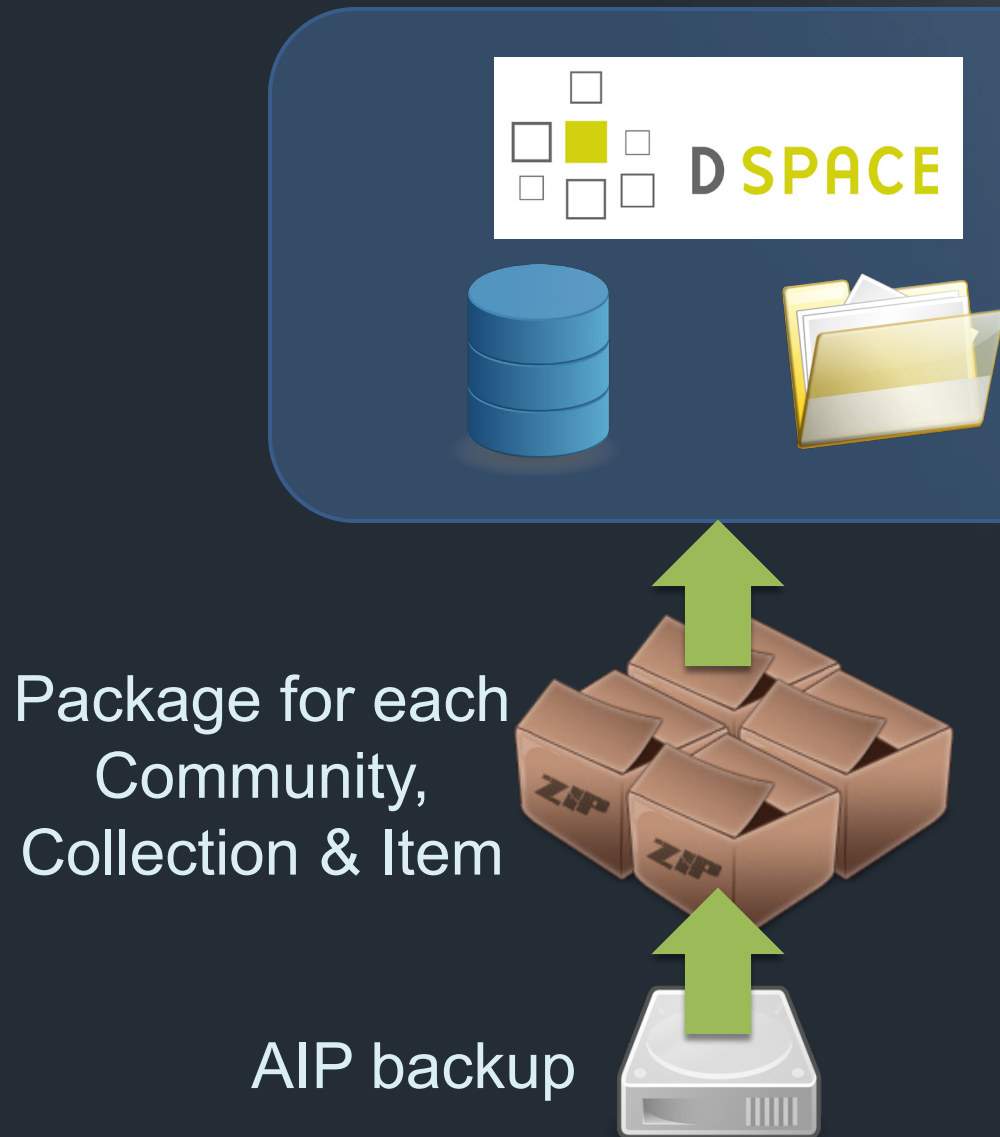 D SPACE
Package for each
Community,
Collection & Item
ZIP
ZIP
AIP backup